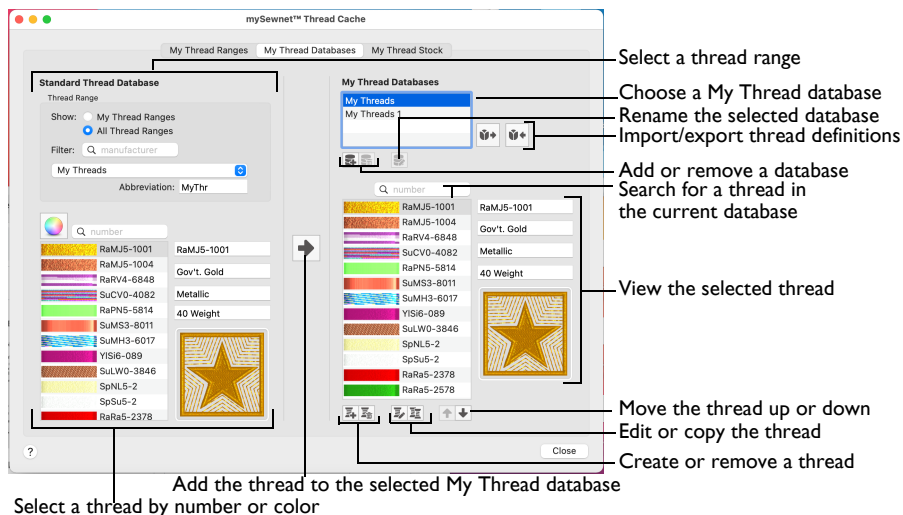 mySewnet™ Thread Cache
My Thread Ranges
My Thread Databases
My Thread Stock
Select a thread range
Standard Thread Database
Thread Range
Show:
My Thread Ranges
All Thread Ranges
Filter:
manufacturer
My Threads
Abbreviation:
MyThr
number
RaMJ5-1001
RaMJ5-1004
RaRV4-6848
SuCV0-4082
RaPN5-5814
SuMS3-8011
SuMH3-6017
YlSi6-089
SuLW0-3846
SpNL5-2
SpSu5-2
RaRa5-2378
RaMJ5-1001
Gov't. Gold
Metallic
40 Weight
My Thread Databases
My Threads
My Threads 1
Choose a My Thread database
Rename the selected database
Import/export thread definitions
Add or remove a database
Search for a thread in
the current database
number
RaMJ5-1001
RaMJ5-1004
RaRV4-6848
SuCV0-4082
RaPN5-5814
SuMS3-8011
SuMH3-6017
YlSi6-089
SuLW0-3846
SpNL5-2
SpSu5-2
RaRa5-2378
RaRa5-2578
RaMJ5-1001
Gov't. Gold
Metallic
40 Weight
View the selected thread
Move the thread up or down
Edit or copy the thread
?
Close
Create or remove a thread
Add the thread to the selected My Thread database
Select a thread by number or color